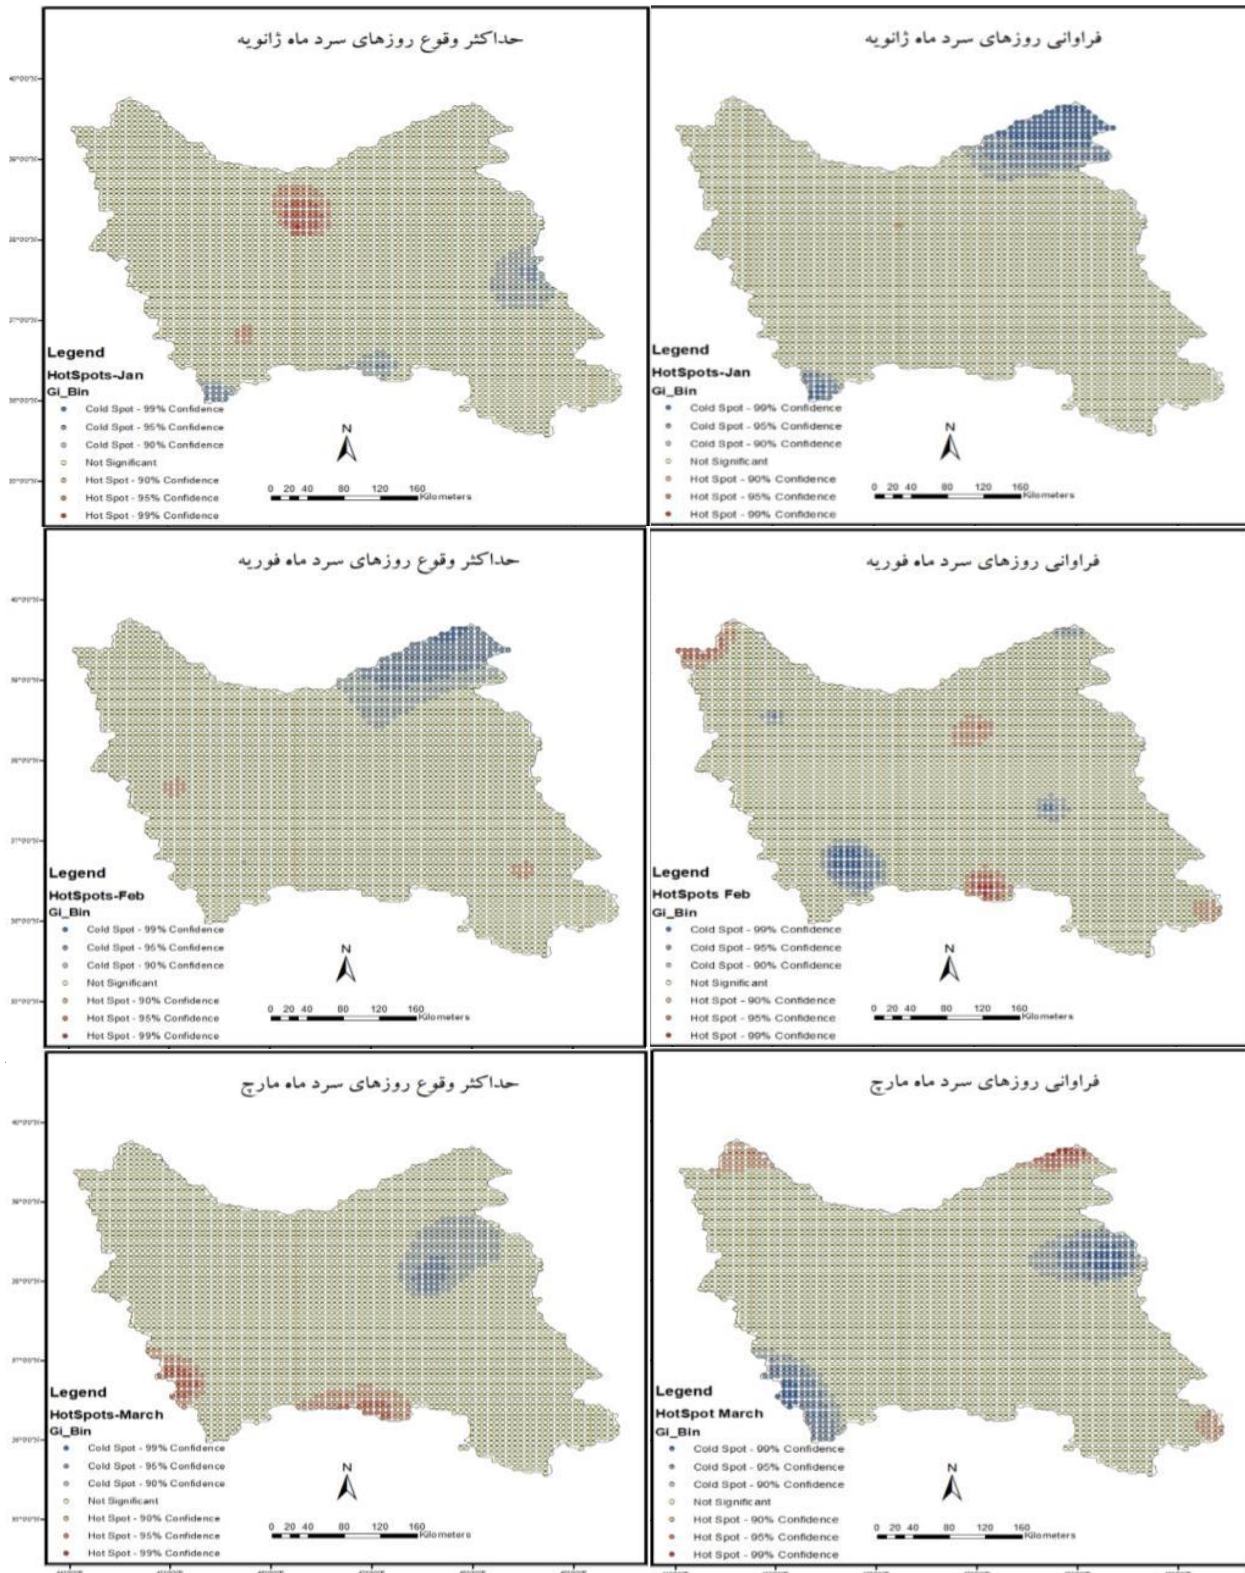 حداکثر وقوع روزهای سرد ماه ژانویه
Legend
HotSpots-Jan
Gi_Bin
Cold Spot - 99% Confidence
Cold Spot - 95% Confidence
Cold Spot - 90% Confidence
Not Significant
Hot Spot - 90% Confidence
Hot Spot - 95% Confidence
Hot Spot - 99% Confidence
N
0 20 40 80 120 160
Kilometers
فراوانی روزهای سرد ماه ژانویه
Legend
HotSpots-Jan
Gi_Bin
Cold Spot - 99% Confidence
Cold Spot - 95% Confidence
Cold Spot - 90% Confidence
Not Significant
Hot Spot - 90% Confidence
Hot Spot - 95% Confidence
Hot Spot - 99% Confidence
N
0 20 40 80 120 160
Kilometers
حداکثر وقوع روزهای سرد ماه فوریه
Legend
HotSpots-Feb
Gi_Bin
Cold Spot - 99% Confidence
Cold Spot - 95% Confidence
Cold Spot - 90% Confidence
Not Significant
Hot Spot - 90% Confidence
Hot Spot - 95% Confidence
Hot Spot - 99% Confidence
N
0 20 40 80 120 160
Kilometers
فراوانی روزهای سرد ماه فوریه
Legend
HotSpots Feb
Gi_Bin
Cold Spot - 99% Confidence
Cold Spot - 95% Confidence
Cold Spot - 90% Confidence
Not Significant
Hot Spot - 90% Confidence
Hot Spot - 95% Confidence
Hot Spot - 99% Confidence
N
0 20 40 80 120 160
Kilometers
حداکثر وقوع روزهای سرد ماه مارچ
Legend
HotSpots-March
Gi_Bin
Cold Spot - 99% Confidence
Cold Spot - 95% Confidence
Cold Spot - 90% Confidence
Not Significant
Hot Spot - 90% Confidence
Hot Spot - 95% Confidence
Hot Spot - 99% Confidence
N
0 20 40 80 120 160
Kilometers
فراوانی روزهای سرد ماه مارچ
Legend
HotSpot March
Gi_Bin
Cold Spot - 99% Confidence
Cold Spot - 95% Confidence
Cold Spot - 90% Confidence
Not Significant
Hot Spot - 90% Confidence
Hot Spot - 95% Confidence
Hot Spot - 99% Confidence
N
0 20 40 80 120 160
Kilometers